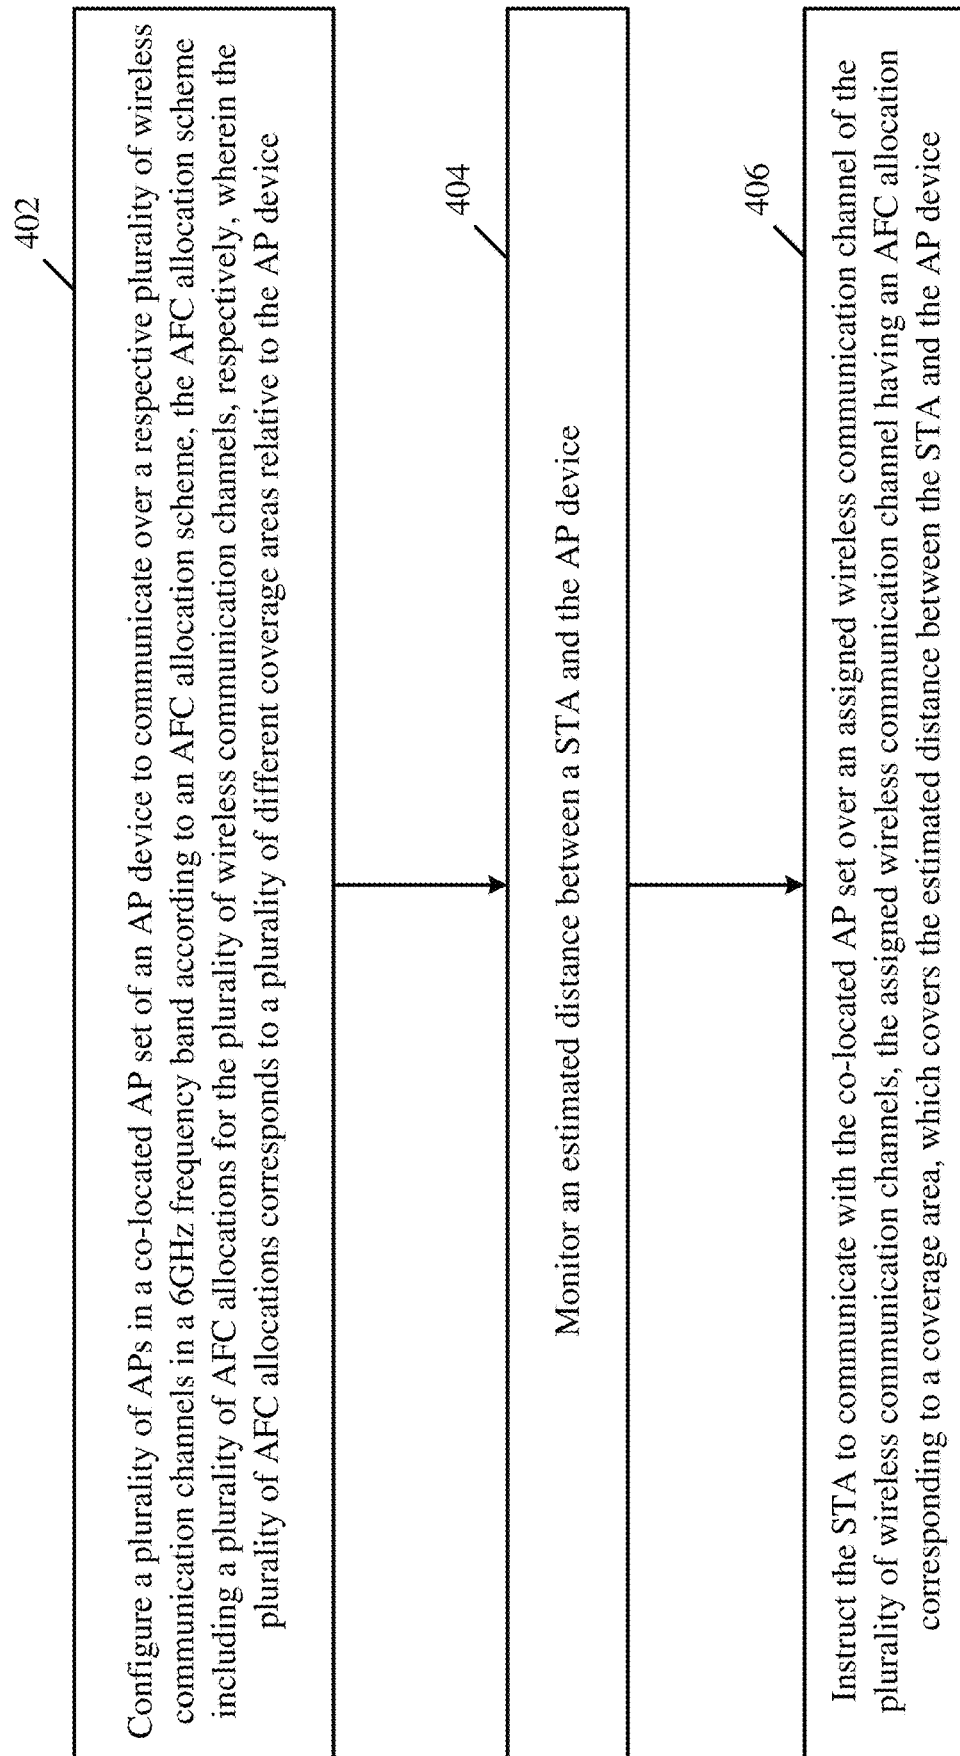 402
Configure a plurality of APs in a co-located AP set of an AP device to communicate over a respective plurality of wireless
communication channels in a 6GHz frequency band according to an AFC allocation scheme, the AFC allocation scheme
including a plurality of AFC allocations for the plurality of wireless communication channels, respectively, wherein the
plurality of AFC allocations corresponds to a plurality of different coverage areas relative to the AP device
404
Monitor an estimated distance between a STA and the AP device
406
Instruct the STA to communicate with the co-located AP set over an assigned wireless communication channel of the
plurality of wireless communication channels, the assigned wireless communication channel having an AFC allocation
corresponding to a coverage area, which covers the estimated distance between the STA and the AP device